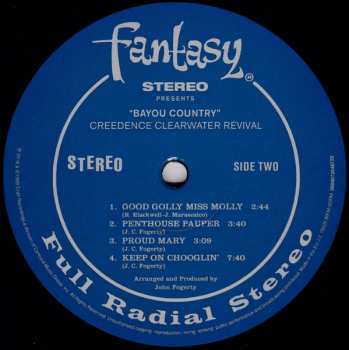 fantasy
STEREO
PRESENTS
"BAYOU COUNTRY"
CREEDENCE CLEARWATER REVIVAL
STEREO
SIDE TWO
1. GOOD GOLLY MISS MOLLY 2:44
(R. Blackwell-J. Marascalco)
2. PENTHOUSE PAUPER 3:40
(J. C. Fogerty)
3. PROUD MARY 3:09
(J. C. Fogerty)
4. KEEP ON CHOOGLIN' 7:40
(J. C. Fogerty)
Arranged and Produced by
John Fogerty
Full Radial Stereo